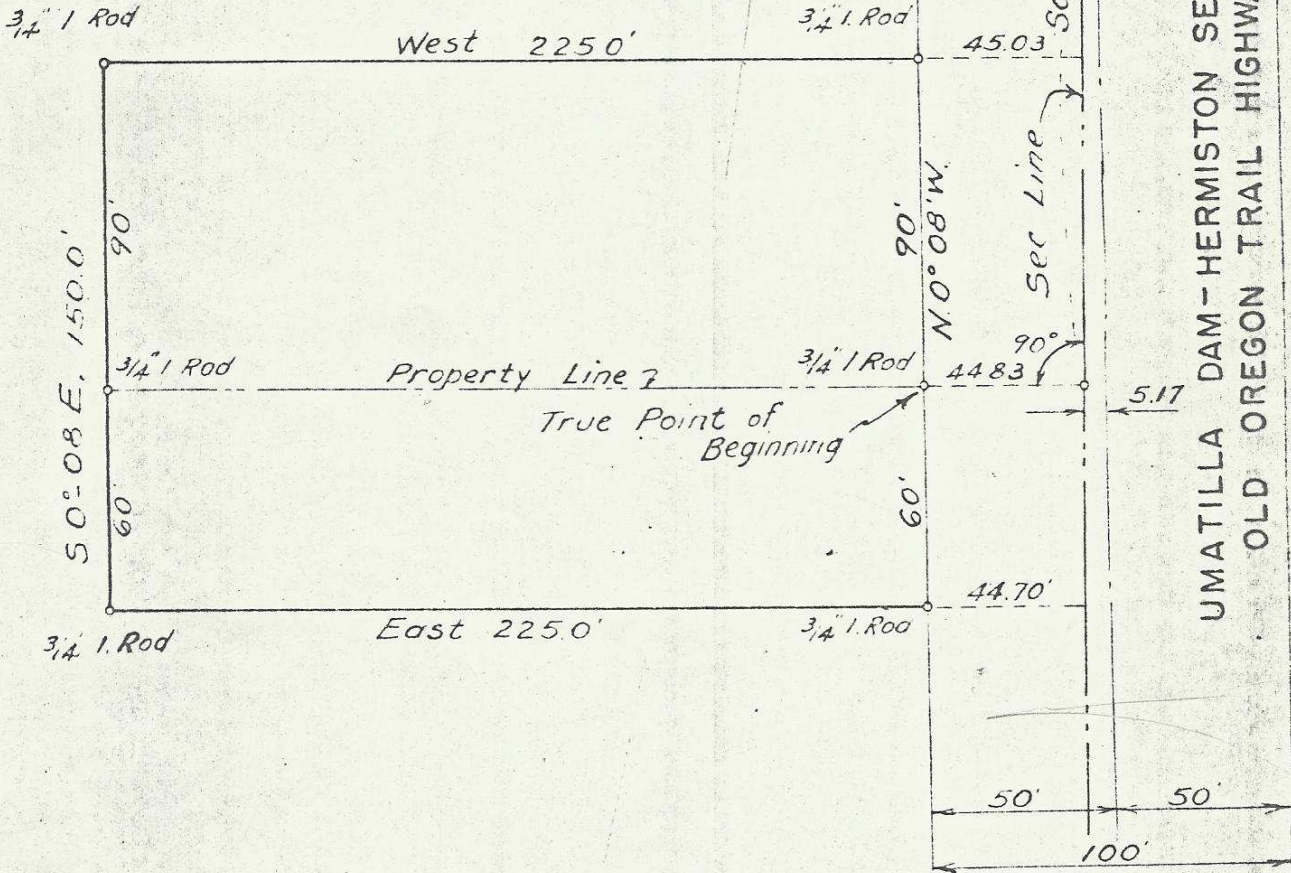 3/4" I Rod
3/4" I. Rod
West 225.0'
45.03
Sec Line
90'
90'
N. 0° 08' W.
S 0°-08 E, 150.0'
90°
3/4" I Rod
Property Line
3/4" I Rod
44.83
5.17
True Point of
Beginning
60'
60'
44.70'
3/4" I. Rod
East 225.0'
3/4" I. Rod
50'
50'
100'
UMATILLA DAM-HERMISTON SE
OLD OREGON TRAIL HIGHWA